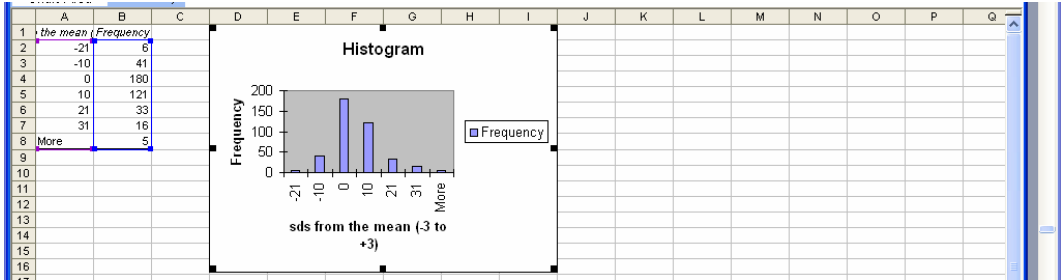 A B C D E F G H I J K L M N O P Q
1 the mean ( Frequency
2 -21 6
3 -10 41
4 0 180
5 10 121
6 21 33
7 31 16
8 More 5
9
10
11
12
13
14
15
16
Histogram
Frequency
200
150
100
50
0
-21 -10 0 10 21 31 More
sds from the mean (-3 to
+3)
Frequency